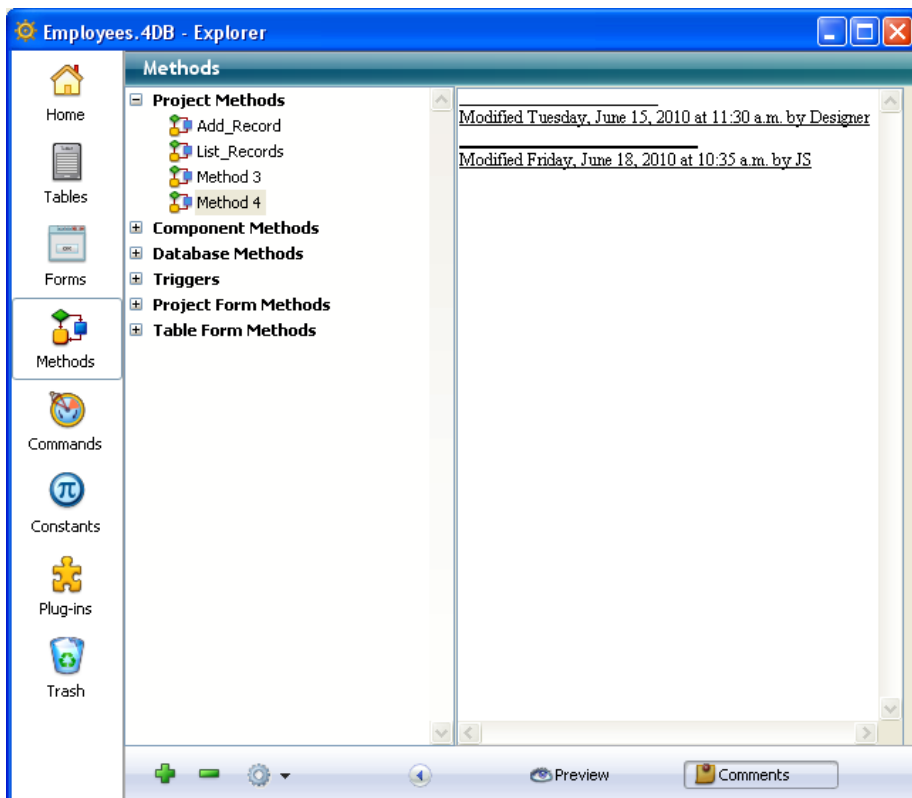 Employees.4DB - Explorer
Methods
Home
Tables
Forms
Methods
Commands
Constants
Plug-ins
Trash
Project Methods
Add_Record
List_Records
Method 3
Method 4
Component Methods
Database Methods
Triggers
Project Form Methods
Table Form Methods
Modified Tuesday, June 15, 2010 at 11:30 a.m. by Designer
Modified Friday, June 18, 2010 at 10:35 a.m. by JS
Preview
Comments